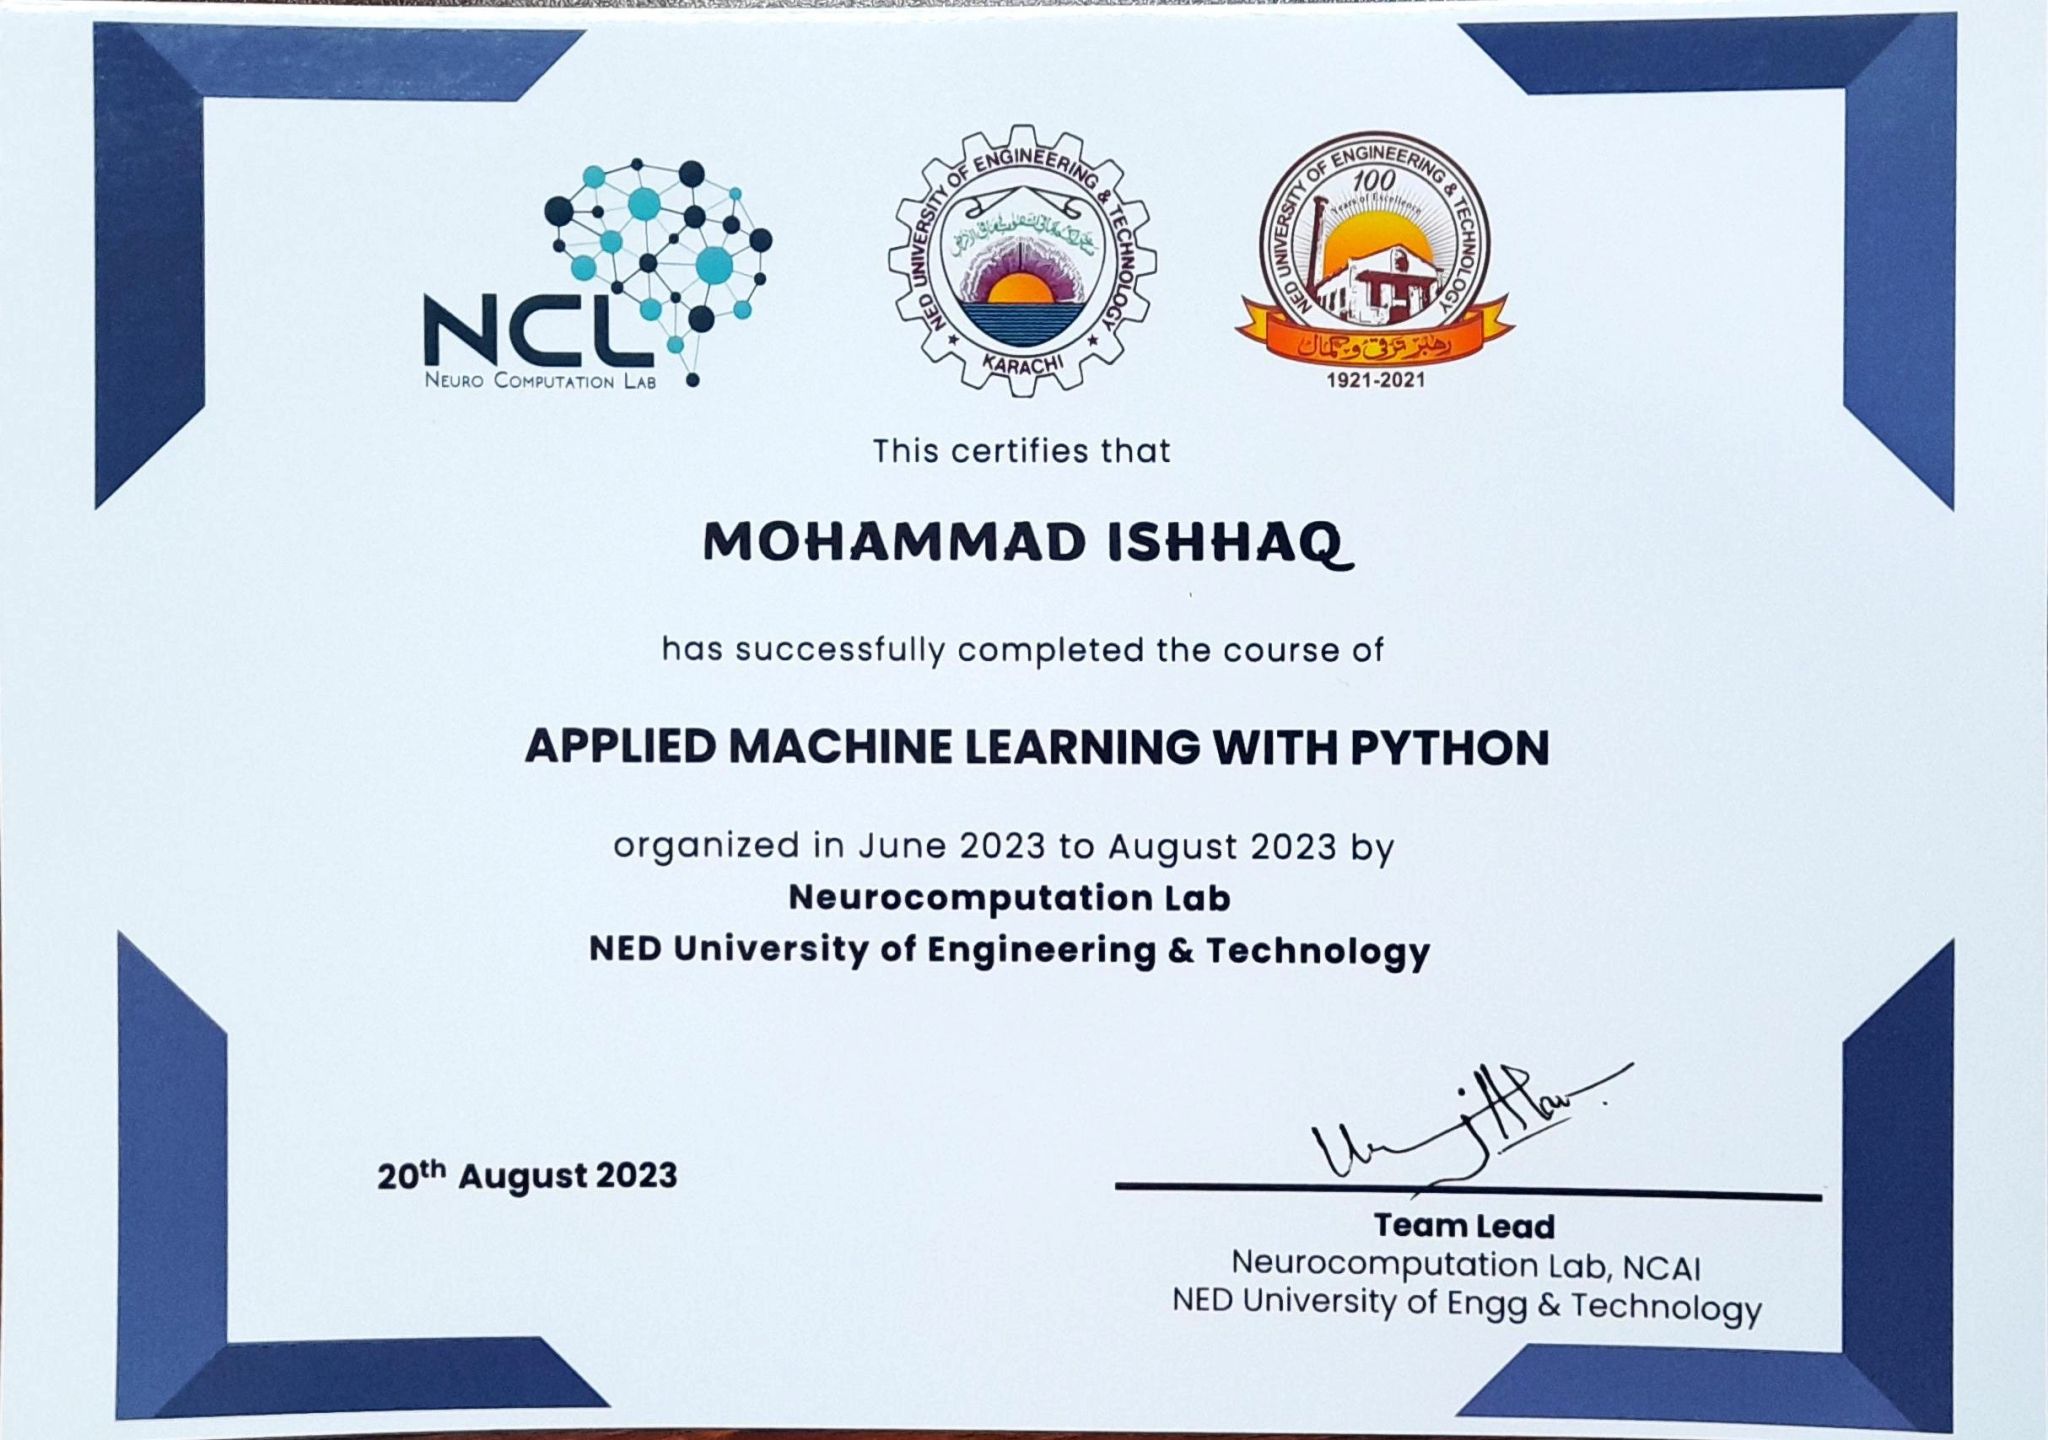 NCL
NEURO COMPUTATION LAB
NED UNIVERSITY OF ENGINEERING & TECHNOLOGY
KARACHI
NED UNIVERSITY OF ENGINEERING & TECHNOLOGY
100
Years of Excellence
رهبر ترقی و کمال
1921-2021
This certifies that
MOHAMMAD ISHHAQ
has successfully completed the course of
APPLIED MACHINE LEARNING WITH PYTHON
organized in June 2023 to August 2023 by
Neurocomputation Lab
NED University of Engineering & Technology
20th August 2023
Team Lead
Neurocomputation Lab, NCAI
NED University of Engg & Technology